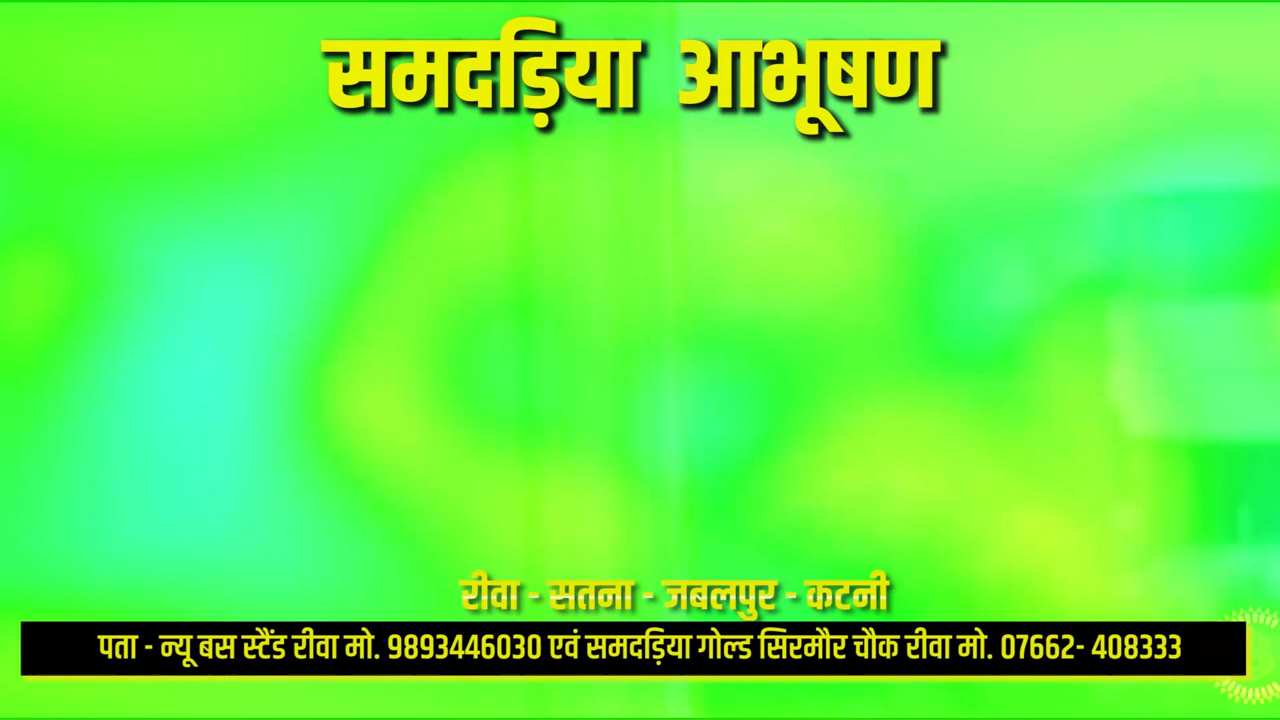 समदड़िया आभूषण
रीवा - सतना - जबलपुर - कटनी
पता - न्यू बस स्टैंड रीवा मो. 9893446030 एवं समदड़िया गोल्ड सिरमौर चौक रीवा मो. 07662- 408333